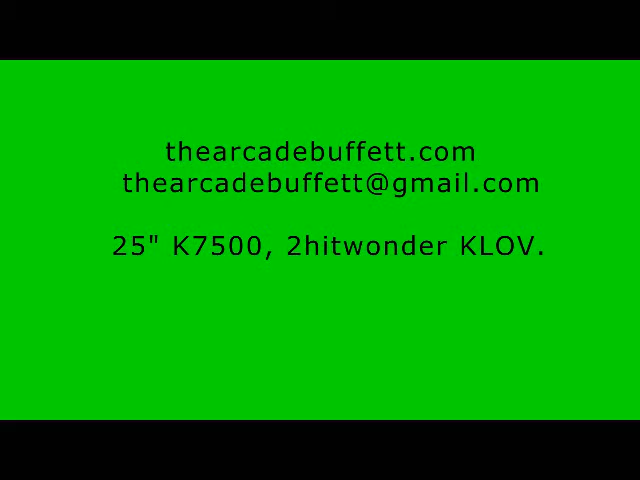 thearcadebuffett.com
thearcadebuffett@gmail.com
25" K7500, 2hitwonder KLOV.